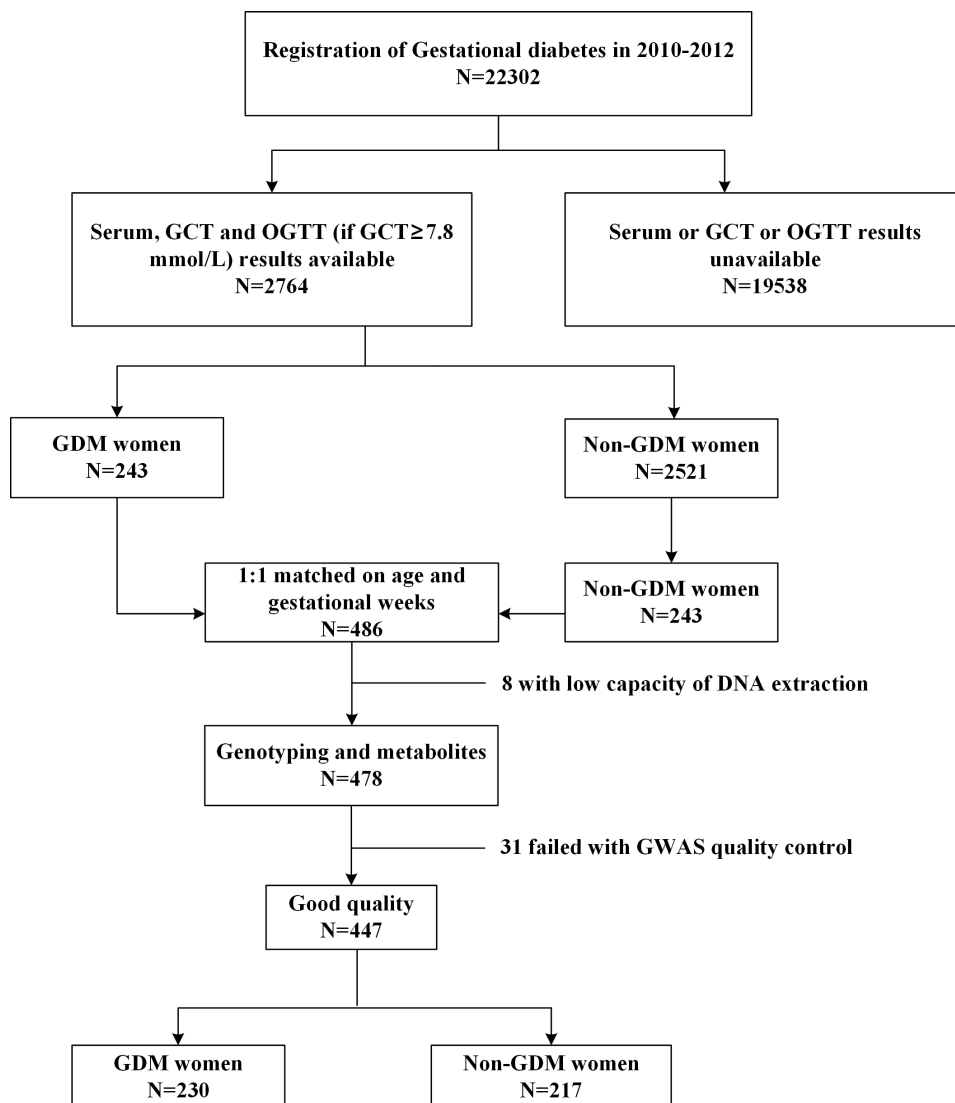 Registration of Gestational diabetes in 2010-2012
N=22302
Serum, GCT and OGTT (if GCT≥7.8
mmol/L) results available
N=2764
Serum or GCT or OGTT results
unavailable
N=19538
GDM women
N=243
Non-GDM women
N=2521
1:1 matched on age and
gestational weeks
N=486
Non-GDM women
N=243
8 with low capacity of DNA extraction
Genotyping and metabolites
N=478
31 failed with GWAS quality control
Good quality
N=447
GDM women
N=230
Non-GDM women
N=217